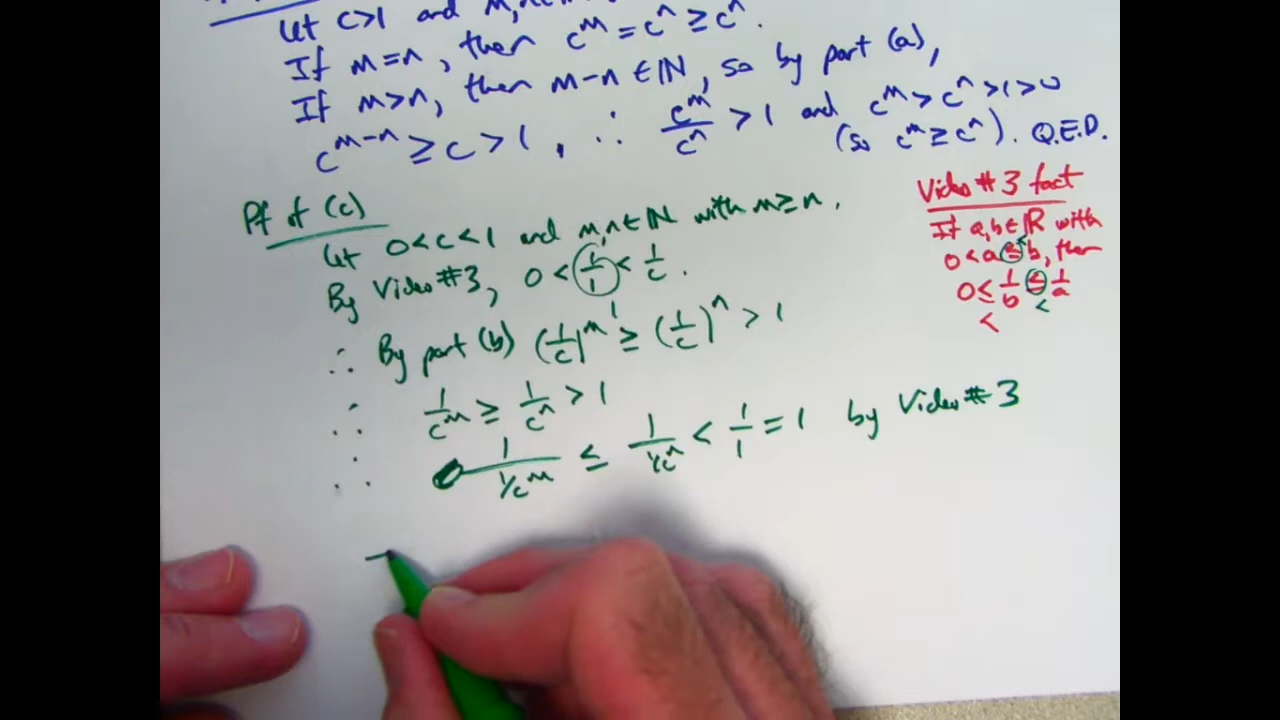 Let c>1 and m,n
If m=n, then c^m = c^n ≥ c^n.
If m>n, then m-n ∈ ℕ, so by part (a),
c^{m-n} ≥ c > 1, ∴ c^m/c^n > 1 and c^m > c^n > 1 > 0
(so c^m ≥ c^n). Q.E.D.
Pf of (c)
Let 0<c<1 and m,n∈ℕ with m≥n.
By Video #3, 0 < 1/1 < 1/c.
∴ By part (b) (1/c)^m ≥ (1/c)^n > 1
∴ 1/c^m ≥ 1/c^n > 1
∴ 1/(1/c^m) ≤ 1/(1/c^n) < 1/1 = 1 by Video #3
Video #3 fact
If a,b∈ℝ with
0<a≤b, then
<
0≤ 1/b ≤ 1/a
< <